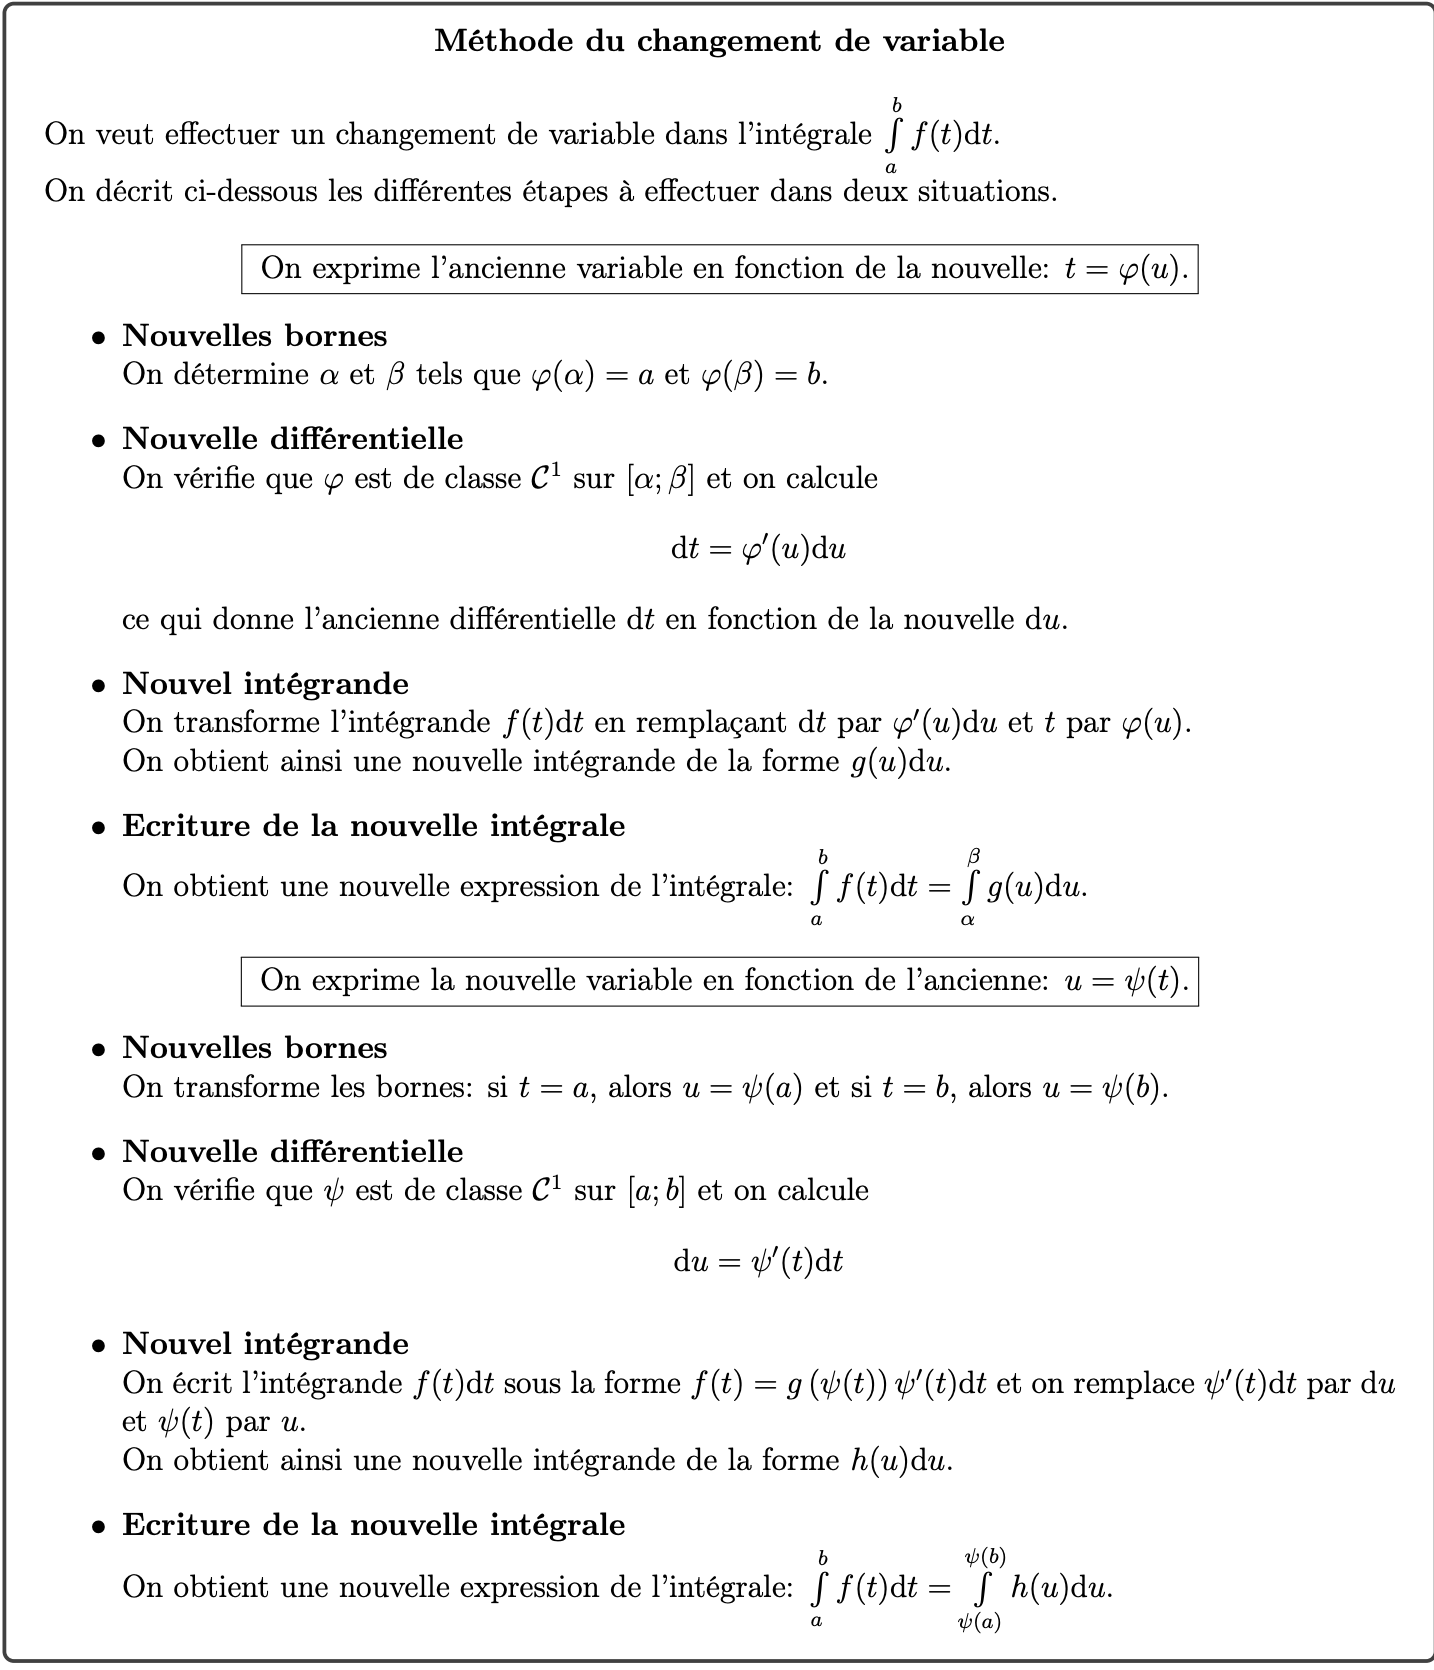 Méthode du changement de variable
On veut effectuer un changement de variable dans l'intégrale $\int\limits_a^b f(t)\mathrm{d}t$.
On décrit ci-dessous les différentes étapes à effectuer dans deux situations.
On exprime l'ancienne variable en fonction de la nouvelle: $t = \varphi(u)$.
• Nouvelles bornes
On détermine $\alpha$ et $\beta$ tels que $\varphi(\alpha) = a$ et $\varphi(\beta) = b$.
• Nouvelle différentielle
On vérifie que $\varphi$ est de classe $\mathcal{C}^1$ sur $[\alpha; \beta]$ et on calcule
$\mathrm{d}t = \varphi'(u)\mathrm{d}u$
ce qui donne l'ancienne différentielle $\mathrm{d}t$ en fonction de la nouvelle $\mathrm{d}u$.
• Nouvel intégrande
On transforme l'intégrande $f(t)\mathrm{d}t$ en remplaçant $\mathrm{d}t$ par $\varphi'(u)\mathrm{d}u$ et $t$ par $\varphi(u)$.
On obtient ainsi une nouvelle intégrande de la forme $g(u)\mathrm{d}u$.
• Ecriture de la nouvelle intégrale
On obtient une nouvelle expression de l'intégrale: $\int\limits_a^b f(t)\mathrm{d}t = \int\limits_\alpha^\beta g(u)\mathrm{d}u$.
On exprime la nouvelle variable en fonction de l'ancienne: $u = \psi(t)$.
• Nouvelles bornes
On transforme les bornes: si $t = a$, alors $u = \psi(a)$ et si $t = b$, alors $u = \psi(b)$.
• Nouvelle différentielle
On vérifie que $\psi$ est de classe $\mathcal{C}^1$ sur $[a; b]$ et on calcule
$\mathrm{d}u = \psi'(t)\mathrm{d}t$
• Nouvel intégrande
On écrit l'intégrande $f(t)\mathrm{d}t$ sous la forme $f(t) = g\,(\psi(t))\,\psi'(t)\mathrm{d}t$ et on remplace $\psi'(t)\mathrm{d}t$ par $\mathrm{d}u$
et $\psi(t)$ par $u$.
On obtient ainsi une nouvelle intégrande de la forme $h(u)\mathrm{d}u$.
• Ecriture de la nouvelle intégrale
On obtient une nouvelle expression de l'intégrale: $\int\limits_a^b f(t)\mathrm{d}t = \int\limits_{\psi(a)}^{\psi(b)} h(u)\mathrm{d}u$.